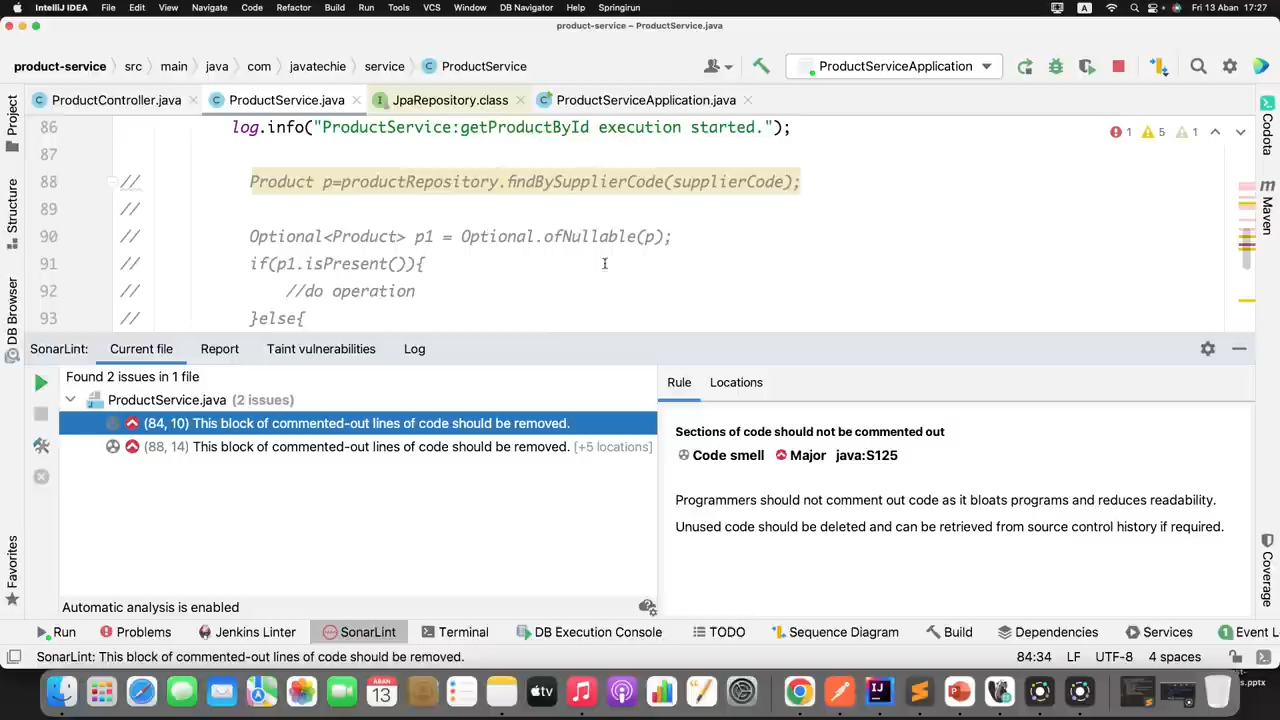 IntelliJ IDEA File Edit View Navigate Code Refactor Build Run Tools VCS Window DB Navigator Help Springirun A Fri 13 Aban 17:27
product-service – ProductService.java
product-service src main java com javatechie service ProductService ProductServiceApplication
ProductController.java ProductService.java JpaRepository.class ProductServiceApplication.java
Project
Structure
DB Browser
Favorites
Codota
Maven
Coverage
1 5 1
86 log.info("ProductService:getProductById execution started.");
87
88 // Product p=productRepository.findBySupplierCode(supplierCode);
89 //
90 // Optional<Product> p1 = Optional.ofNullable(p);
91 // if(p1.isPresent()){
92 // //do operation
93 // }else{
SonarLint: Current file Report Taint vulnerabilities Log
Found 2 issues in 1 file
ProductService.java (2 issues)
(84, 10) This block of commented-out lines of code should be removed.
(88, 14) This block of commented-out lines of code should be removed. [+5 locations]
Automatic analysis is enabled
Rule Locations
Sections of code should not be commented out
Code smell Major java:S125
Programmers should not comment out code as it bloats programs and reduces readability.
Unused code should be deleted and can be retrieved from source control history if required.
Run Problems Jenkins Linter SonarLint Terminal DB Execution Console TODO Sequence Diagram Build Dependencies Services 1 Event L
SonarLint: This block of commented-out lines of code should be removed. 84:34 LF UTF-8 4 spaces
ABAN
13
tv
s.pptx